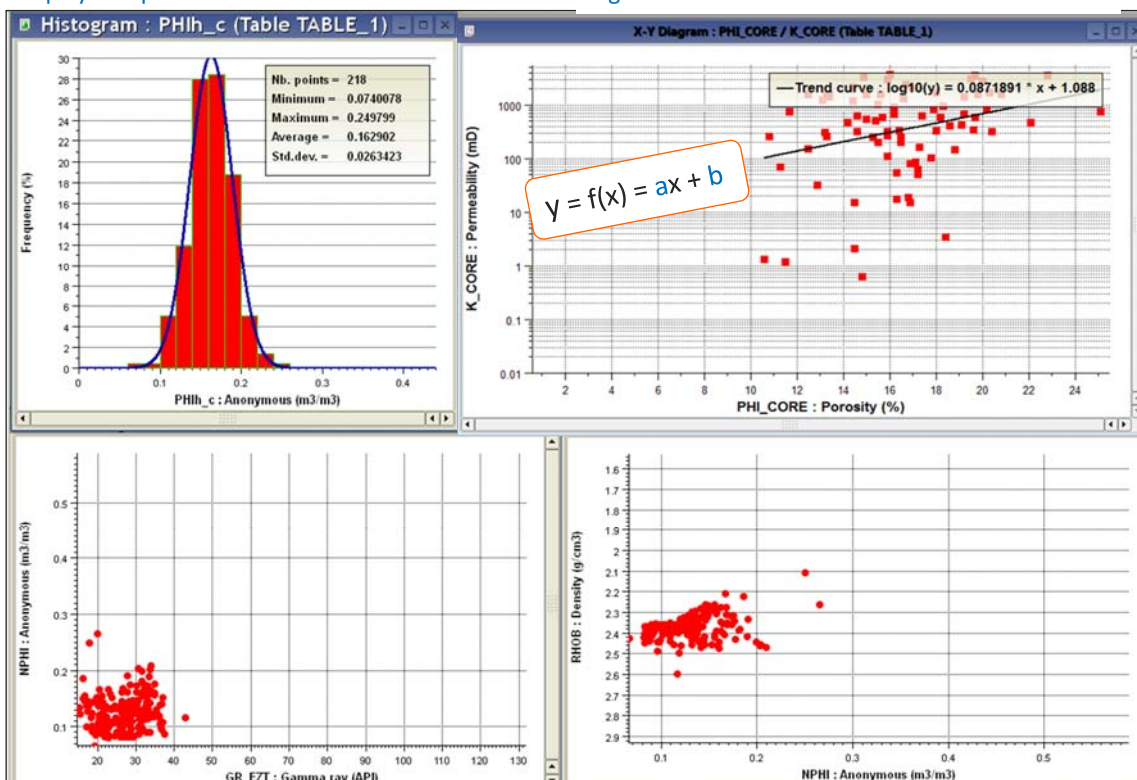 Histogram : PHIh_c (Table TABLE_1)
30
28
26
24
22
20
18
16
14
12
10
8
6
4
2
0
Frequency (%)
Nb. points = 218
Minimum = 0.0740078
Maximum = 0.249799
Average = 0.162902
Std.dev. = 0.0263423
0 0.1 0.2 0.3 0.4
PHIh_c : Anonymous (m3/m3)
X-Y Diagram : PHI_CORE / K_CORE (Table TABLE_1)
Trend curve : log10(y) = 0.0871891 * x + 1.088
y = f(x) = ax + b
1000
100
10
1
0.1
0.01
K_CORE : Permeability (mD)
2 4 6 8 10 12 14 16 18 20 22 24
PHI_CORE : Porosity (%)
0.5
0.4
0.3
0.2
0.1
NPHI : Anonymous (m3/m3)
20 30 40 50 60 70 80 90 100 110 120 130
Gamma ray (API)
1.6
1.7
1.8
1.9
2
2.1
2.2
2.3
2.4
2.5
2.6
2.7
2.8
2.9
RHOB : Density (g/cm3)
0.1 0.2 0.3 0.4 0.5
NPHI : Anonymous (m3/m3)